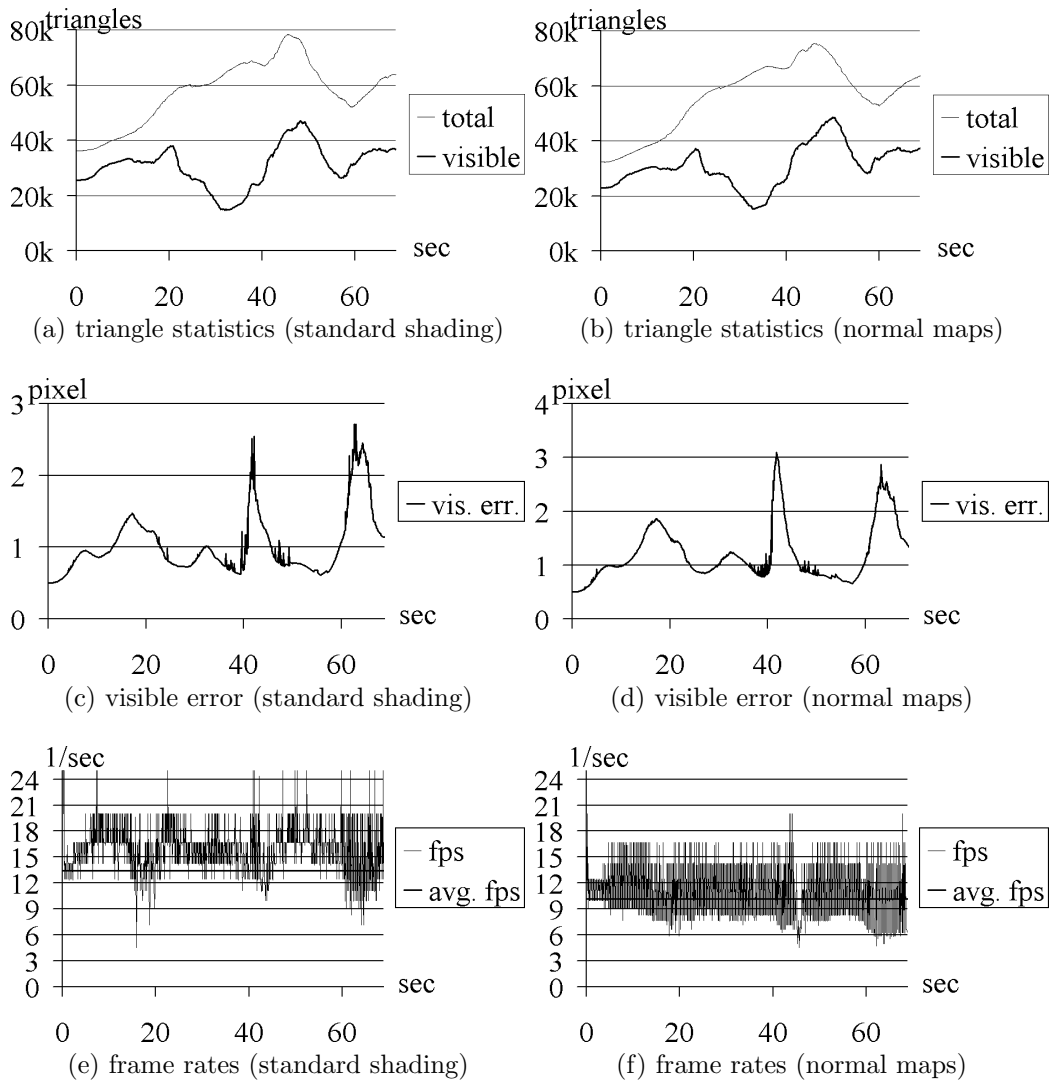 triangles
80k
60k
40k
20k
0k
total
visible
sec
0 20 40 60
(a) triangle statistics (standard shading)
triangles
80k
60k
40k
20k
0k
total
visible
sec
0 20 40 60
(b) triangle statistics (normal maps)
pixel
3
2
1
0
vis. err.
sec
0 20 40 60
(c) visible error (standard shading)
pixel
4
3
2
1
0
vis. err.
sec
0 20 40 60
(d) visible error (normal maps)
1/sec
24
21
18
15
12
9
6
3
0
fps
avg. fps
sec
0 20 40 60
(e) frame rates (standard shading)
1/sec
24
21
18
15
12
9
6
3
0
fps
avg. fps
sec
0 20 40 60
(f) frame rates (normal maps)